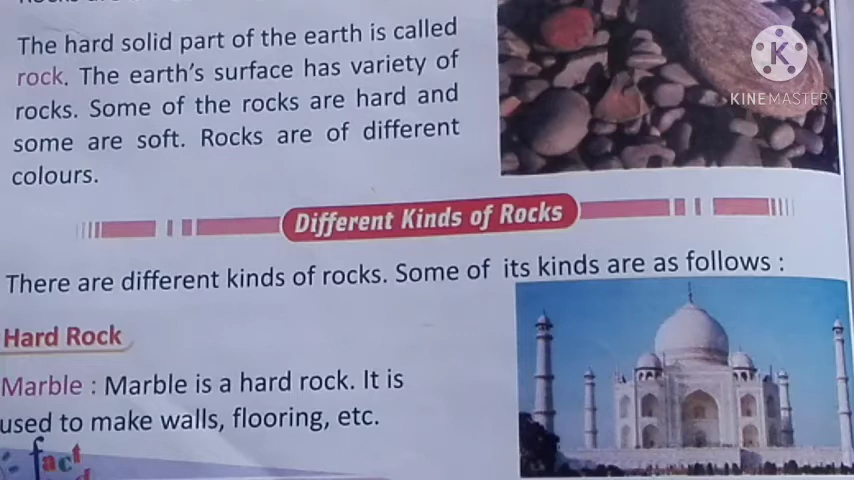 The hard solid part of the earth is called
rock. The earth's surface has variety of
rocks. Some of the rocks are hard and
some are soft. Rocks are of different
colours.
K
KINEMASTER
Different Kinds of Rocks
There are different kinds of rocks. Some of its kinds are as follows :
Hard Rock
Marble : Marble is a hard rock. It is
used to make walls, flooring, etc.
fact